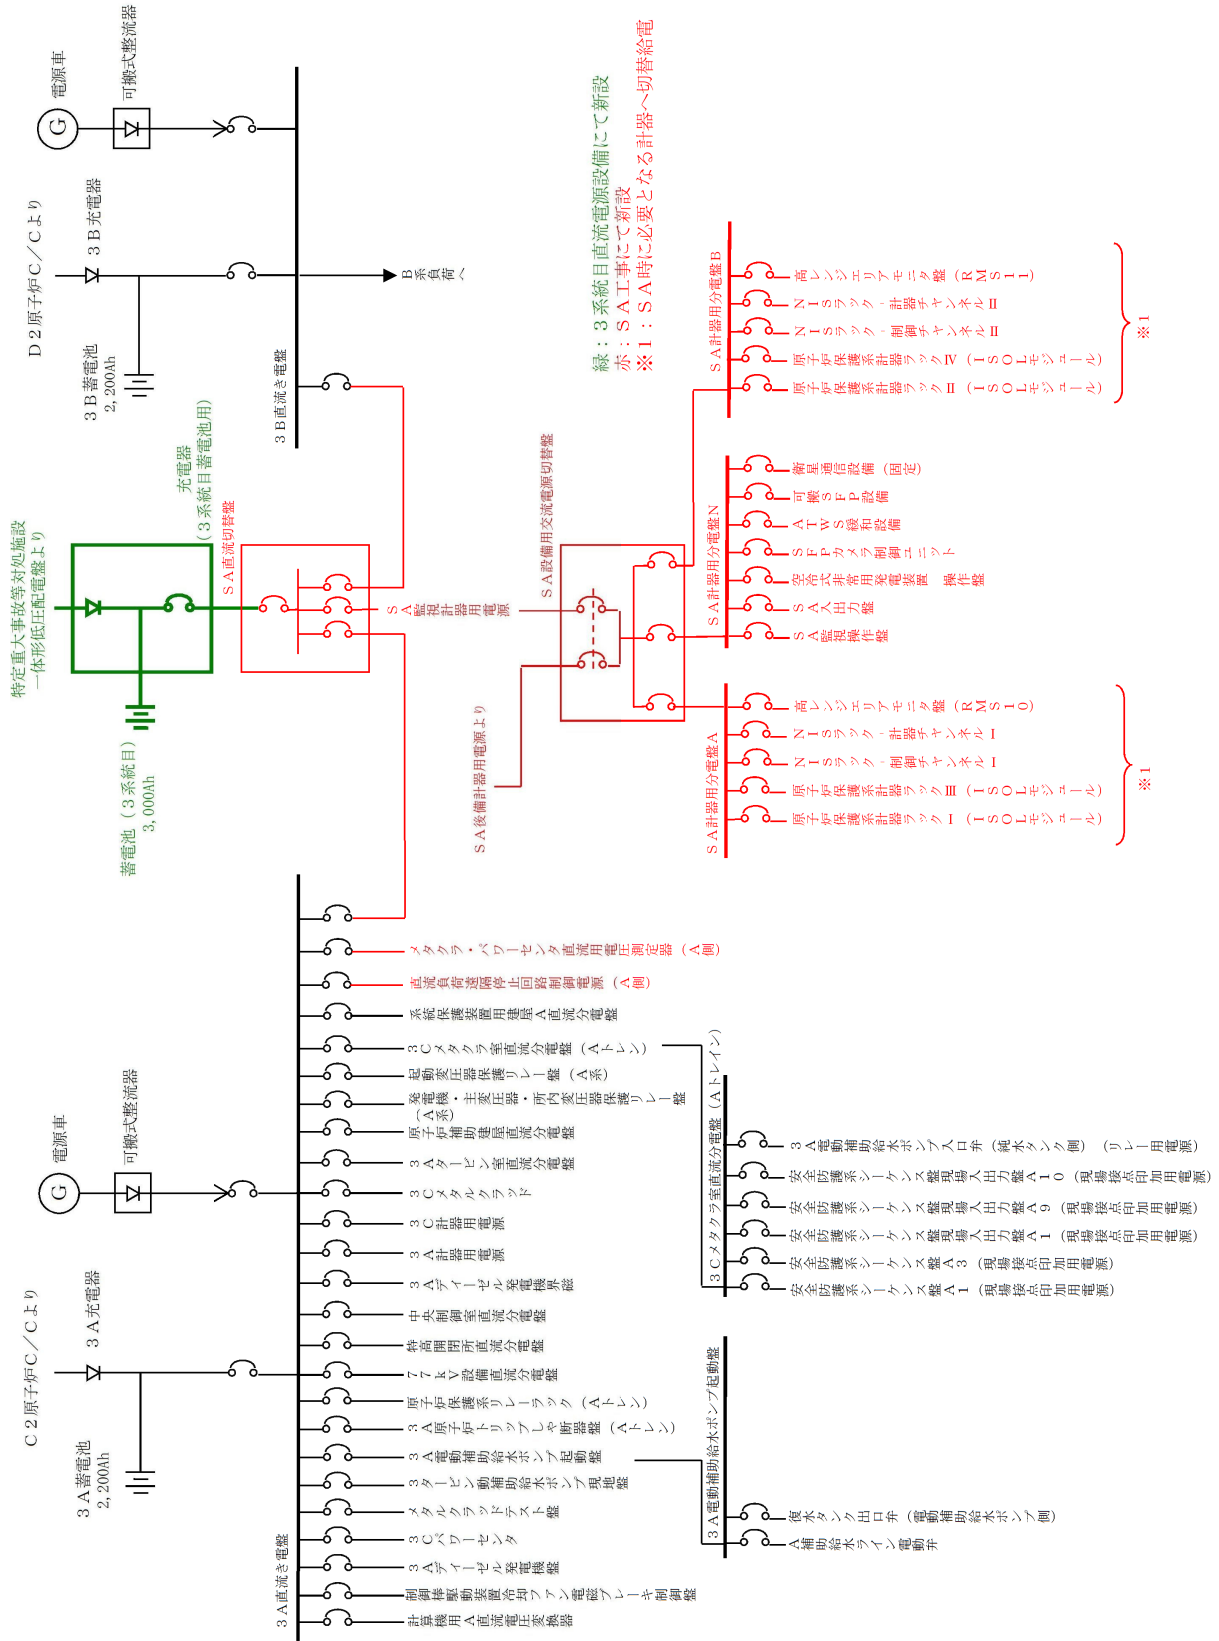 C2原子炉C/Cより
3A充電器
3A蓄電池
2,200Ah
電源車
G
可搬式整流器
3A直流き電盤
計算機用A直流電圧変換器
制御棒駆動装置冷却ファン電磁ブレーキ制御盤
3Aディーゼル発電機盤
3Cパワーセンタ
メタルクラッドテスト盤
3タービン動補助給水ポンプ現地盤
3A電動補助給水ポンプ起動盤
3A原子炉トリップしゃ断器盤(Aトレン)
原子炉保護系リレーラック(Aトレン)
77kV設備直流分電盤
特高開閉所直流分電盤
中央制御室直流分電盤
3Aディーゼル発電機界磁
3A計器用電源
3C計器用電源
3Cメタルクラッド
3Aタービン室直流分電盤
原子炉補助建屋直流分電盤
発電機・主変圧器・所内変圧器保護リレー盤
(A系)
起動変圧器保護リレー盤(A系)
3Cメタクラ室直流分電盤(Aトレン)
系統保護装置用建屋A直流分電盤
直流負荷遠隔停止回路制御電源(A側)
メタクラ・パワーセンタ直流用電圧測定器(A側)
3A電動補助給水ポンプ起動盤
A補助給水ライン電動弁
復水タンク出口弁(電動補助給水ポンプ側)
3Cメタクラ室直流分電盤(Aトレイン)
安全防護系シーケンス盤A1(現場接点印加用電源)
安全防護系シーケンス盤A3(現場接点印加用電源)
安全防護系シーケンス盤現場入出力盤A1(現場接点印加用電源)
安全防護系シーケンス盤現場入出力盤A9(現場接点印加用電源)
安全防護系シーケンス盤現場入出力盤A10(現場接点印加用電源)
3A電動補助給水ポンプ入口弁(純水タンク側)(リレー用電源)
特定重大事故等対処施設
一体形低圧配電盤より
蓄電池(3系統目)
3,000Ah
充電器
(3系統目蓄電池用)
SA直流切替盤
SA監視計器用電源
SA後備計器用電源より
SA設備用交流電源切替盤
SA計器用分電盤A
原子炉保護系計器ラックⅠ(ISOLモジュール)
原子炉保護系計器ラックⅢ(ISOLモジュール)
NISラック‐制御チャンネルⅠ
NISラック‐計器チャンネルⅠ
高レンジエリアモニタ盤(RMS10)
※1
SA計器用分電盤N
SA監視操作盤
SA入出力盤
空冷式非常用発電装置 操作盤
SFPカメラ制御ユニット
ATWS緩和設備
可搬SFP設備
衛星通信設備(固定)
SA計器用分電盤B
原子炉保護系計器ラックⅡ(ISOLモジュール)
原子炉保護系計器ラックⅣ(ISOLモジュール)
NISラック‐制御チャンネルⅡ
NISラック‐計器チャンネルⅡ
高レンジエリアモニタ盤(RMS11)
※1
D2原子炉C/Cより
3B充電器
3B蓄電池
2,200Ah
電源車
G
可搬式整流器
3B直流き電盤
B系負荷へ
緑:3系統目直流電源設備にて新設
赤:SA工事にて新設
※1:SA時に必要となる計器へ切替給電